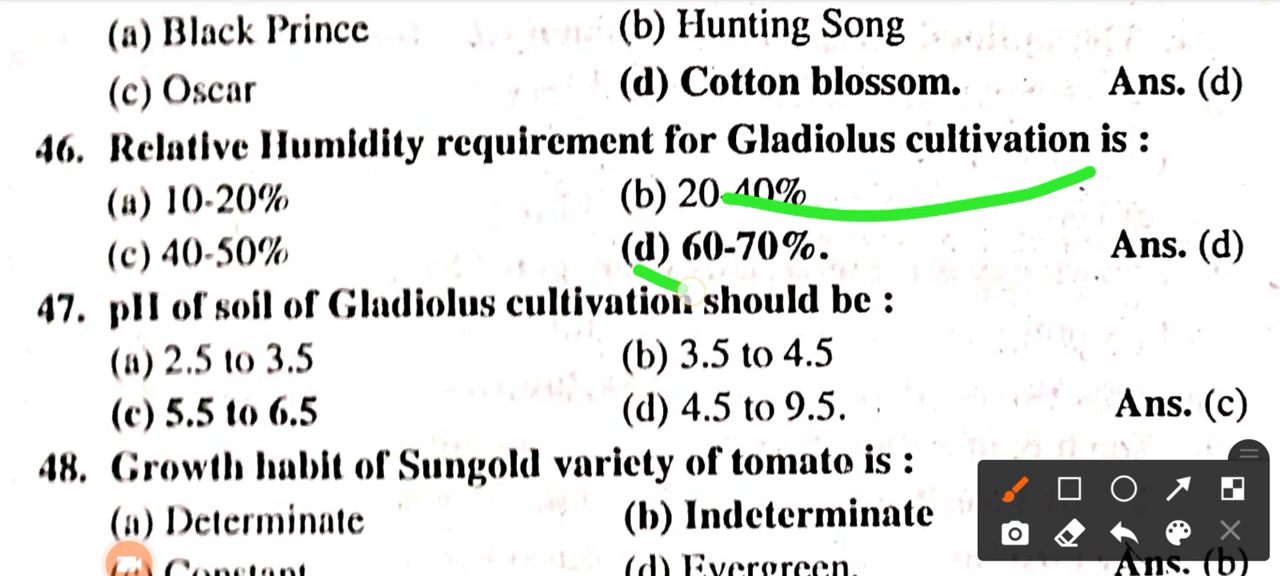 (a) Black Prince (b) Hunting Song
(c) Oscar (d) Cotton blossom. Ans. (d)
46. Relative Humidity requirement for Gladiolus cultivation is :
(a) 10-20% (b) 20-40%
(c) 40-50% (d) 60-70%. Ans. (d)
47. pH of soil of Gladiolus cultivation should be :
(a) 2.5 to 3.5 (b) 3.5 to 4.5
(c) 5.5 to 6.5 (d) 4.5 to 9.5. Ans. (c)
48. Growth habit of Sungold variety of tomato is :
(a) Determinate (b) Indeterminate
Constant (d) Evergreen. Ans. (b)